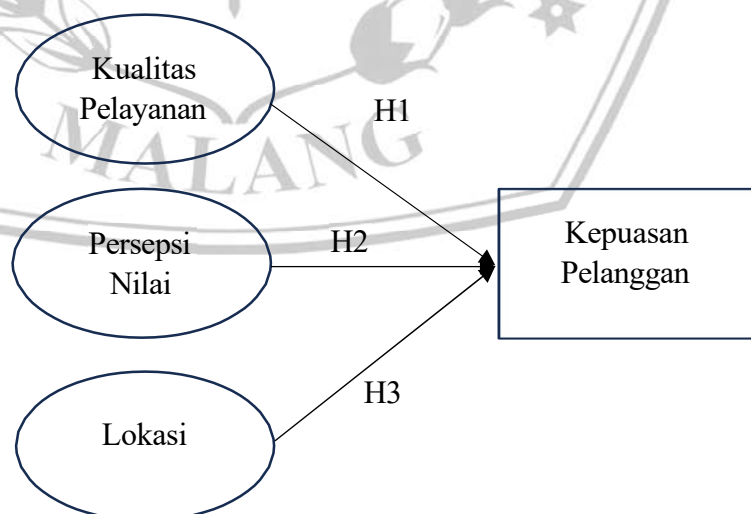 Kualitas
Pelayanan
H1
MALANG
Persepsi
Nilai
H2
Kepuasan
Pelanggan
H3
Lokasi